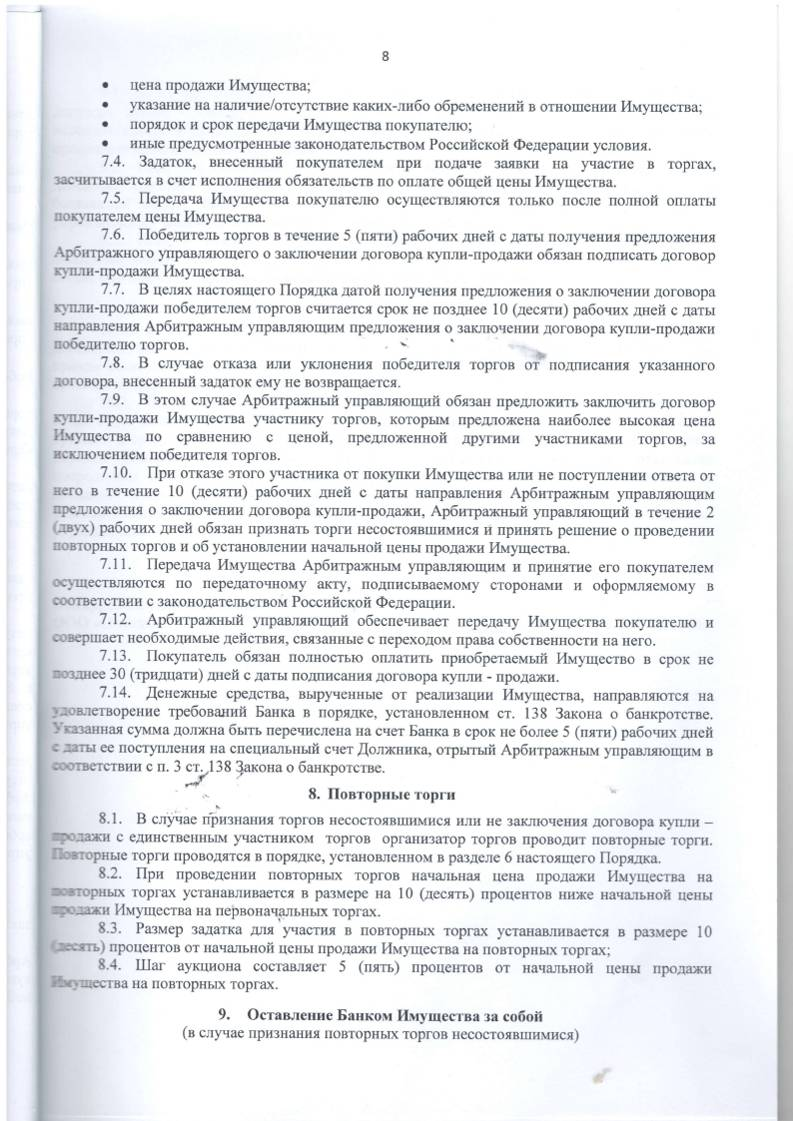 8
• цена продажи Имущества;
• указание на наличие/отсутствие каких-либо обременений в отношении Имущества;
• порядок и срок передачи Имущества покупателю;
• иные предусмотренные законодательством Российской Федерации условия.
7.4. Задаток, внесенный покупателем при подаче заявки на участие в торгах,
засчитывается в счет исполнения обязательств по оплате общей цены Имущества.
7.5. Передача Имущества покупателю осуществляются только после полной оплаты
покупателем цены Имущества.
7.6. Победитель торгов в течение 5 (пяти) рабочих дней с даты получения предложения
Арбитражного управляющего о заключении договора купли-продажи обязан подписать договор
купли-продажи Имущества.
7.7. В целях настоящего Порядка датой получения предложения о заключении договора
купли-продажи победителем торгов считается срок не позднее 10 (десяти) рабочих дней с даты
направления Арбитражным управляющим предложения о заключении договора купли-продажи
победителю торгов.
7.8. В случае отказа или уклонения победителя торгов от подписания указанного
договора, внесенный задаток ему не возвращается.
7.9. В этом случае Арбитражный управляющий обязан предложить заключить договор
купли-продажи Имущества участнику торгов, которым предложена наиболее высокая цена
Имущества по сравнению с ценой, предложенной другими участниками торгов, за
исключением победителя торгов.
7.10. При отказе этого участника от покупки Имущества или не поступлении ответа от
него в течение 10 (десяти) рабочих дней с даты направления Арбитражным управляющим
предложения о заключении договора купли-продажи, Арбитражный управляющий в течение 2
(двух) рабочих дней обязан признать торги несостоявшимися и принять решение о проведении
повторных торгов и об установлении начальной цены продажи Имущества.
7.11. Передача Имущества Арбитражным управляющим и принятие его покупателем
осуществляются по передаточному акту, подписываемому сторонами и оформляемому в
соответствии с законодательством Российской Федерации.
7.12. Арбитражный управляющий обеспечивает передачу Имущества покупателю и
совершает необходимые действия, связанные с переходом права собственности на него.
7.13. Покупатель обязан полностью оплатить приобретаемый Имущество в срок не
позднее 30 (тридцати) дней с даты подписания договора купли - продажи.
7.14. Денежные средства, вырученные от реализации Имущества, направляются на
удовлетворение требований Банка в порядке, установленном ст. 138 Закона о банкротстве.
Указанная сумма должна быть перечислена на счет Банка в срок не более 5 (пяти) рабочих дней
с даты ее поступления на специальный счет Должника, отрытый Арбитражным управляющим в
соответствии с п. 3 ст. 138 Закона о банкротстве.
8. Повторные торги
8.1. В случае признания торгов несостоявшимися или не заключения договора купли –
продажи с единственным участником торгов организатор торгов проводит повторные торги.
Повторные торги проводятся в порядке, установленном в разделе 6 настоящего Порядка.
8.2. При проведении повторных торгов начальная цена продажи Имущества на
повторных торгах устанавливается в размере на 10 (десять) процентов ниже начальной цены
продажи Имущества на первоначальных торгах.
8.3. Размер задатка для участия в повторных торгах устанавливается в размере 10
(десять) процентов от начальной цены продажи Имущества на повторных торгах;
8.4. Шаг аукциона составляет 5 (пять) процентов от начальной цены продажи
Имущества на повторных торгах.
9. Оставление Банком Имущества за собой
(в случае признания повторных торгов несостоявшимися)